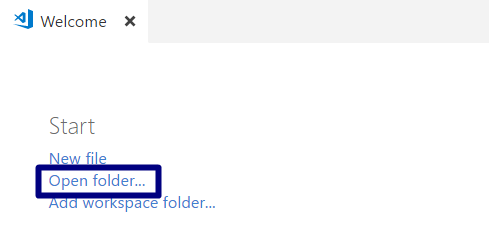 Welcome
Start
New file
Open folder...
Add workspace folder...